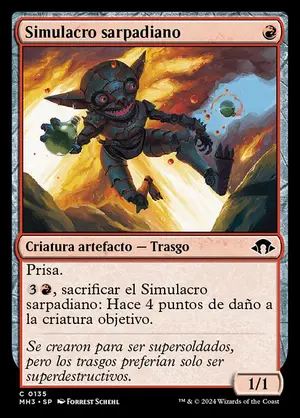 Simulacro sarpadiano
Criatura artefacto — Trasgo
Prisa.
3 R, sacrificar el Simulacro
sarpadiano: Hace 4 puntos de daño a
la criatura objetivo.
Se crearon para ser supersoldados,
pero los trasgos preferían solo ser
superdestructivos.
1/1
C 0135
MH3 • SP Forrest Schehl
™ & © 2024 Wizards of the Coast